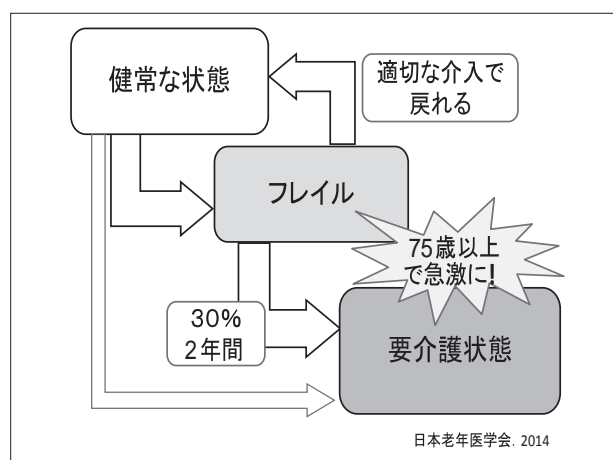 健常な状態
適切な介入で
戻れる
フレイル
75歳以上
で急激に!
30%
2年間
要介護状態
日本老年医学会. 2014